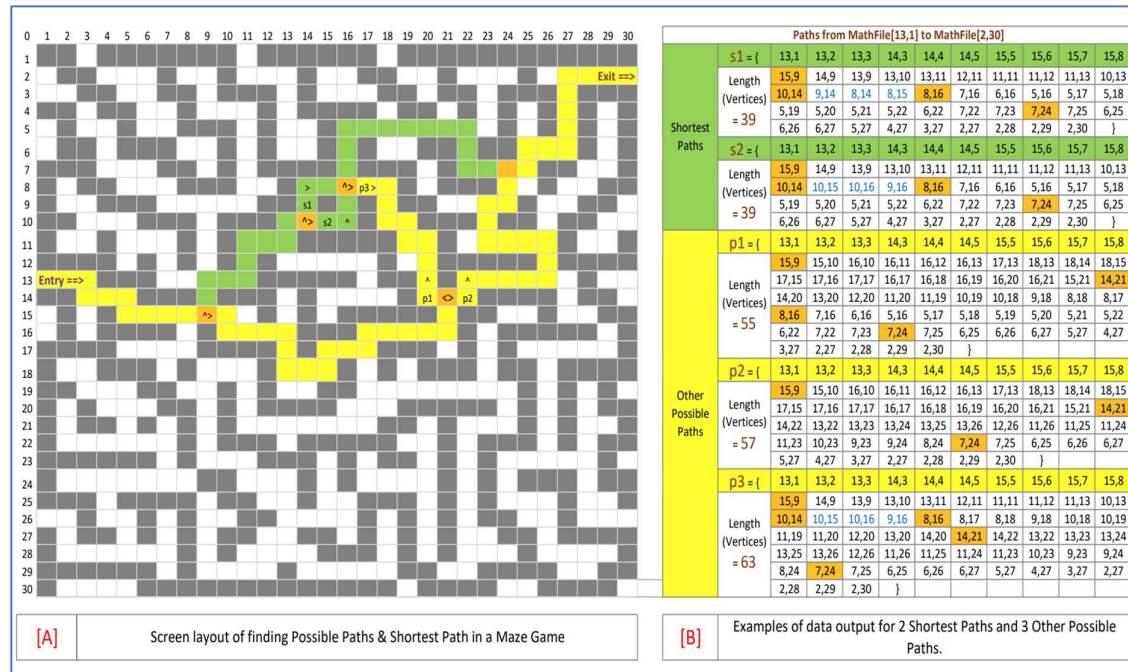 0 1 2 3 4 5 6 7 8 9 10 11 12 13 14 15 16 17 18 19 20 21 22 23 24 25 26 27 28 29 30
1
2 Exit ==>
3
4
5
6
7
8 > ^> p3 >
9 s1
10 ^> s2 ^
11
12
13 Entry ==> ^ ^
14 p1 <> p2
15 ^>
16
17
18
19
20
21
22
23
24
25
26
27
28
29
30
[A] Screen layout of finding Possible Paths & Shortest Path in a Maze Game
Paths from MathFile[13,1] to MathFile[2,30]
Shortest
Paths
s1 = { 13,1 13,2 13,3 14,3 14,4 14,5 15,5 15,6 15,7 15,8
Length
(Vertices)
= 39
15,9 14,9 13,9 13,10 13,11 12,11 11,11 11,12 11,13 10,13
10,14 9,14 8,14 8,15 8,16 7,16 6,16 5,16 5,17 5,18
5,19 5,20 5,21 5,22 6,22 7,22 7,23 7,24 7,25 6,25
6,26 6,27 5,27 4,27 3,27 2,27 2,28 2,29 2,30 }
s2 = { 13,1 13,2 13,3 14,3 14,4 14,5 15,5 15,6 15,7 15,8
Length
(Vertices)
= 39
15,9 14,9 13,9 13,10 13,11 12,11 11,11 11,12 11,13 10,13
10,14 10,15 10,16 9,16 8,16 7,16 6,16 5,16 5,17 5,18
5,19 5,20 5,21 5,22 6,22 7,22 7,23 7,24 7,25 6,25
6,26 6,27 5,27 4,27 3,27 2,27 2,28 2,29 2,30 }
Other
Possible
Paths
p1 = { 13,1 13,2 13,3 14,3 14,4 14,5 15,5 15,6 15,7 15,8
Length
(Vertices)
= 55
15,9 15,10 16,10 16,11 16,12 16,13 17,13 18,13 18,14 18,15
17,15 17,16 17,17 16,17 16,18 16,19 16,20 16,21 15,21 14,21
14,20 13,20 12,20 11,20 11,19 10,19 10,18 9,18 8,18 8,17
8,16 7,16 6,16 5,16 5,17 5,18 5,19 5,20 5,21 5,22
6,22 7,22 7,23 7,24 7,25 6,25 6,26 6,27 5,27 4,27
3,27 2,27 2,28 2,29 2,30 }
p2 = { 13,1 13,2 13,3 14,3 14,4 14,5 15,5 15,6 15,7 15,8
Length
(Vertices)
= 57
15,9 15,10 16,10 16,11 16,12 16,13 17,13 18,13 18,14 18,15
17,15 17,16 17,17 16,17 16,18 16,19 16,20 16,21 15,21 14,21
14,22 13,22 13,23 13,24 13,25 13,26 12,26 11,26 11,25 11,24
11,23 10,23 9,23 9,24 8,24 7,24 7,25 6,25 6,26 6,27
5,27 4,27 3,27 2,27 2,28 2,29 2,30 }
p3 = { 13,1 13,2 13,3 14,3 14,4 14,5 15,5 15,6 15,7 15,8
Length
(Vertices)
= 63
15,9 14,9 13,9 13,10 13,11 12,11 11,11 11,12 11,13 10,13
10,14 10,15 10,16 9,16 8,16 8,17 8,18 9,18 10,18 10,19
11,19 11,20 12,20 13,20 14,20 14,21 14,22 13,22 13,23 13,24
13,25 13,26 12,26 11,26 11,25 11,24 11,23 10,23 9,23 9,24
8,24 7,24 7,25 6,25 6,26 6,27 5,27 4,27 3,27 2,27
2,28 2,29 2,30 }
[B] Examples of data output for 2 Shortest Paths and 3 Other Possible
Paths.